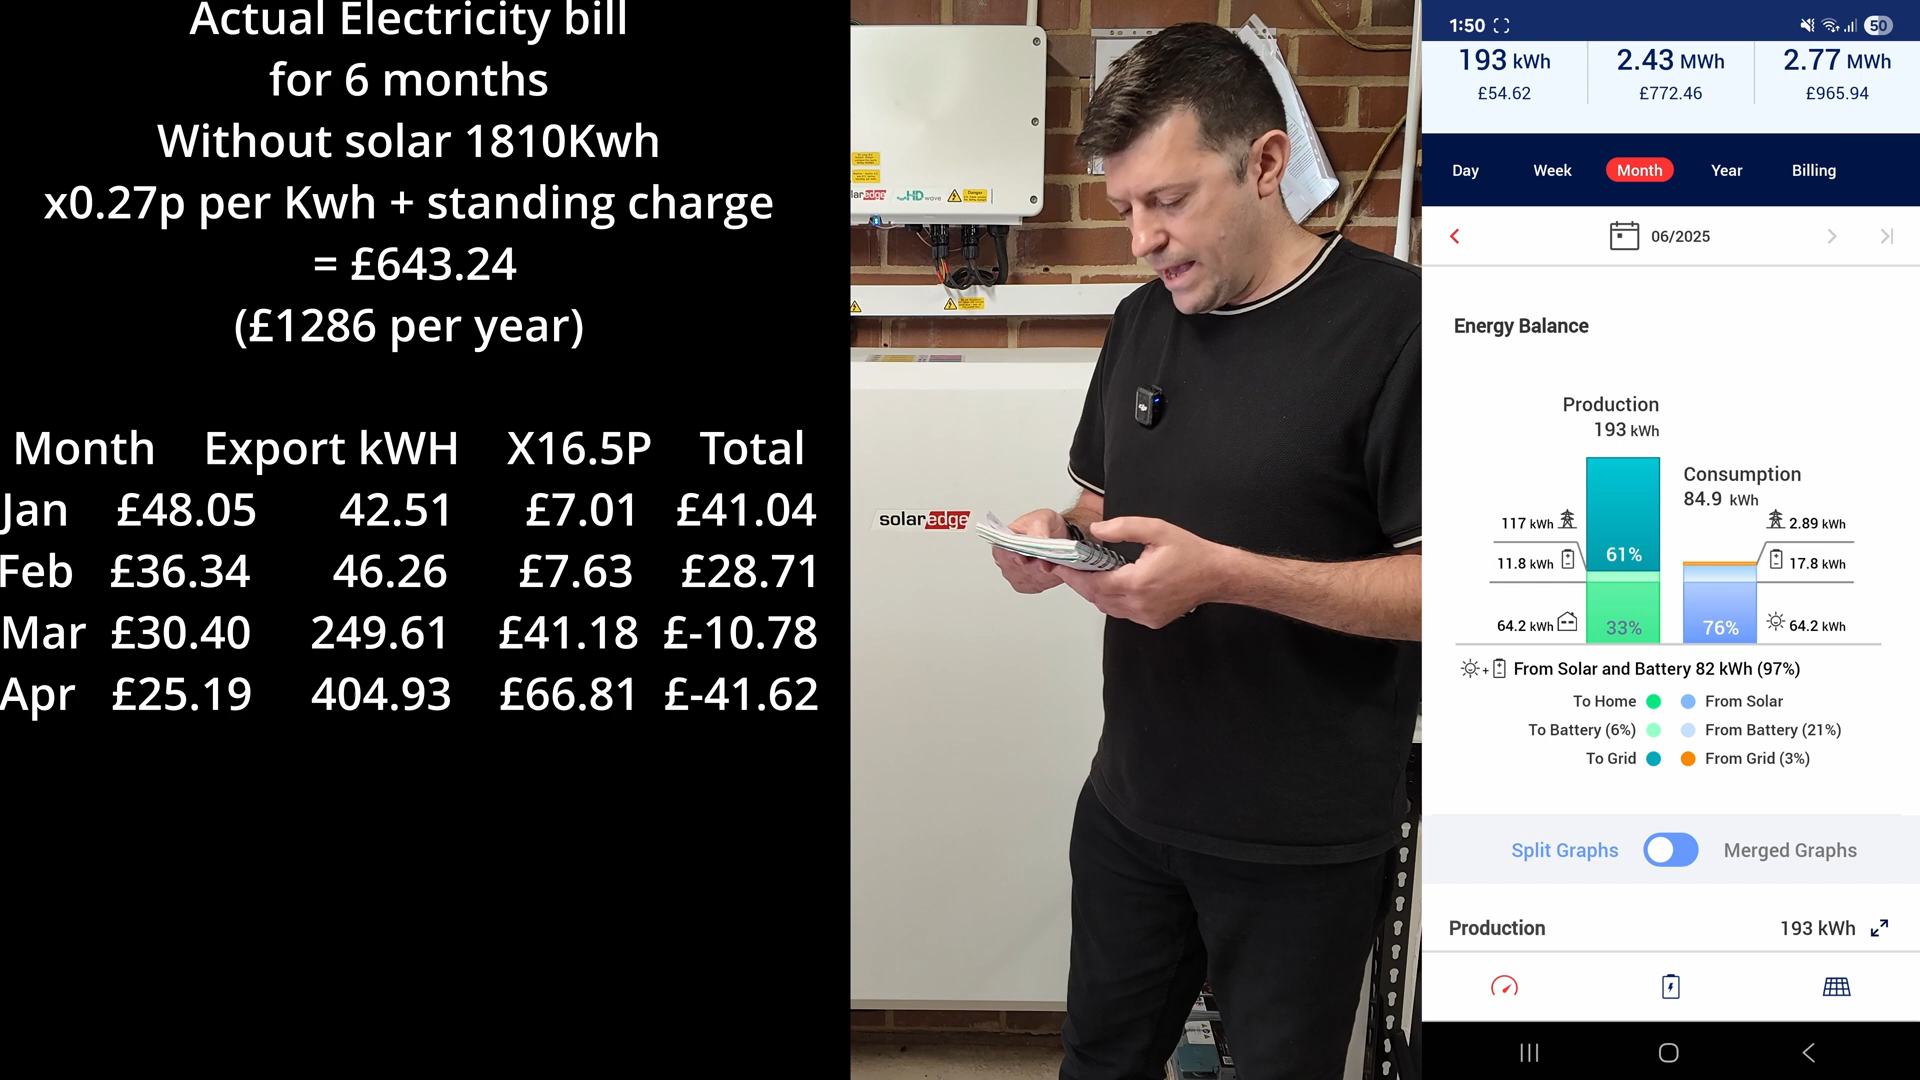 Actual Electricity bill
for 6 months
Without solar 1810Kwh
x0.27p per Kwh + standing charge
= £643.24
(£1286 per year)
Month Export kWH X16.5P Total
Jan £48.05 42.51 £7.01 £41.04
Feb £36.34 46.26 £7.63 £28.71
Mar £30.40 249.61 £41.18 £-10.78
Apr £25.19 404.93 £66.81 £-41.62
HD wave
Danger
solaredge
1:50 50
193 kWh 2.43 MWh 2.77 MWh
£54.62 £772.46 £965.94
Day Week Month Year Billing
06/2025
Energy Balance
Production
193 kWh
Consumption
84.9 kWh
117 kWh 2.89 kWh
61%
11.8 kWh 17.8 kWh
64.2 kWh 33% 76% 64.2 kWh
+ From Solar and Battery 82 kWh (97%)
To Home From Solar
To Battery (6%) From Battery (21%)
To Grid From Grid (3%)
Split Graphs Merged Graphs
Production 193 kWh